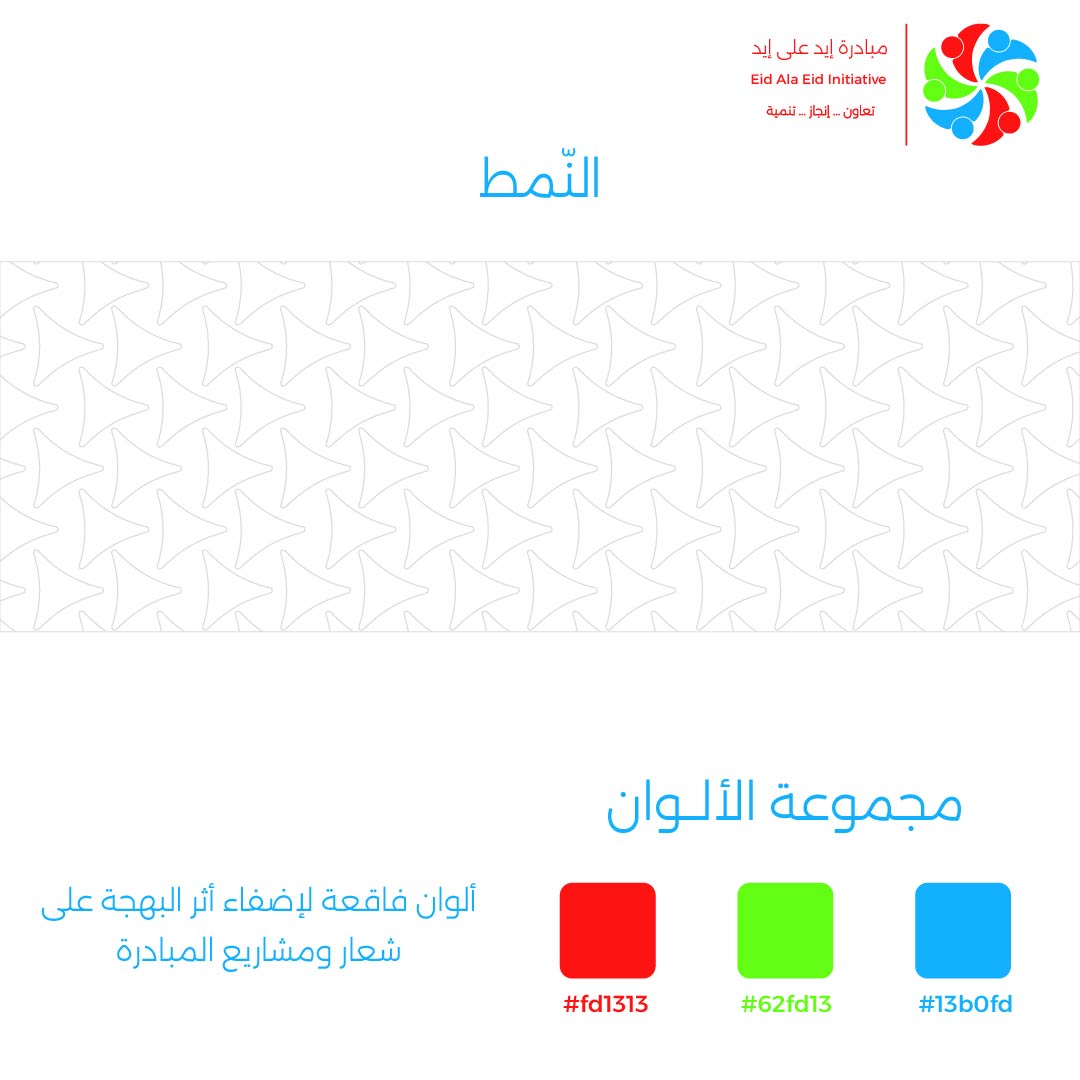 مبادرة إيد على إيد
Eid Ala Eid Initiative
تعاون ... إنجاز ... تنمية
النّمط
مجموعة الألـوان
ألوان فاقعة لإضفاء أثر البهجة على
شعار ومشاريع المبادرة
#fd1313
#62fd13
#13b0fd